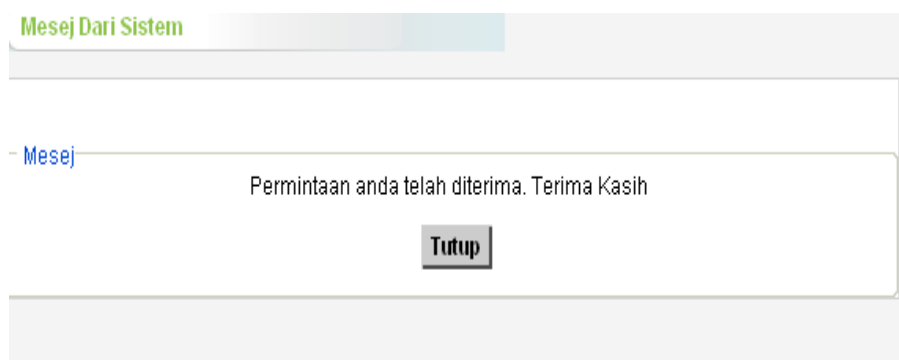 Mesej Dari Sistem
Mesej
Permintaan anda telah diterima. Terima Kasih
Tutup